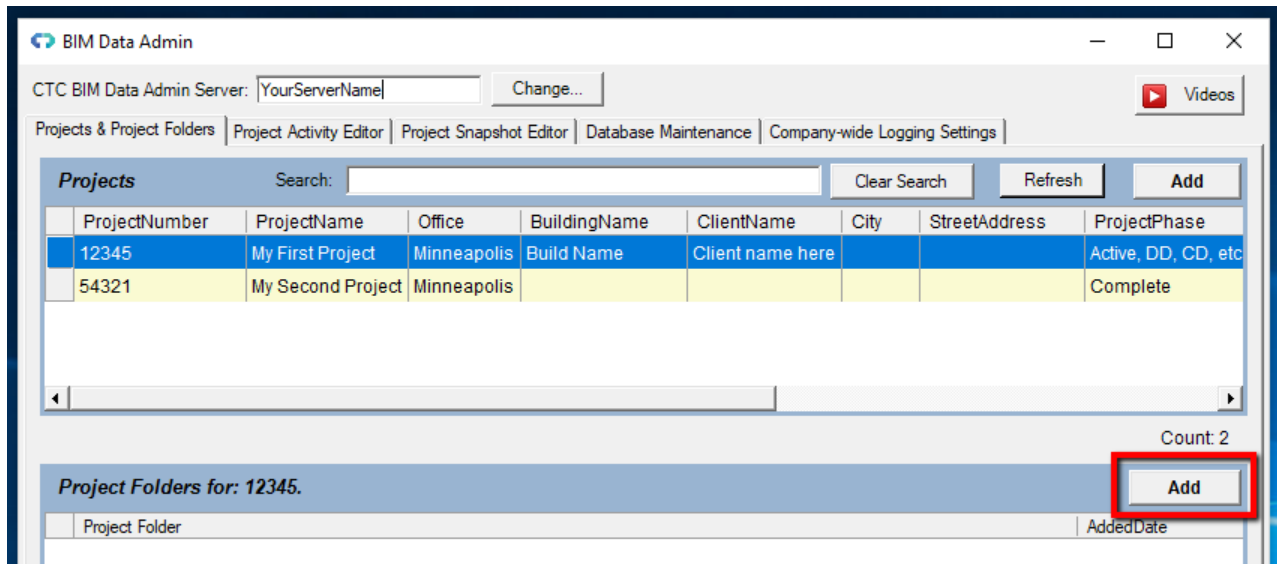 BIM Data Admin
CTC BIM Data Admin Server: YourServerName Change... Videos
Projects & Project Folders Project Activity Editor Project Snapshot Editor Database Maintenance Company-wide Logging Settings
Projects Search: Clear Search Refresh Add
ProjectNumber ProjectName Office BuildingName ClientName City StreetAddress ProjectPhase
12345 My First Project Minneapolis Build Name Client name here Active, DD, CD, etc
54321 My Second Project Minneapolis Complete
Count: 2
Project Folders for: 12345. Add
Project Folder AddedDate